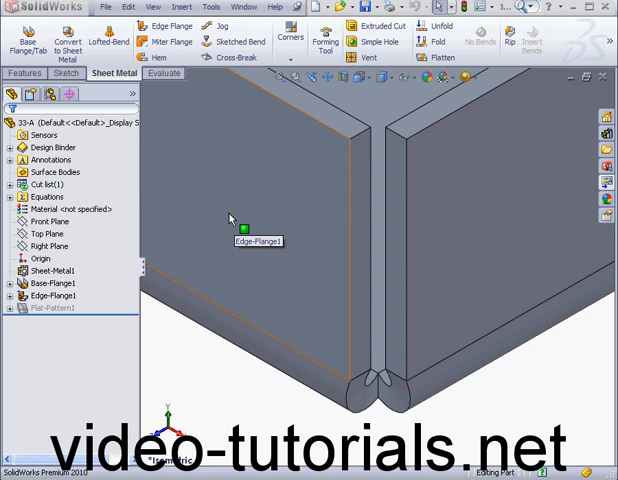 SolidWorks File Edit View Insert Tools Window Help
Base Flange/Tab
Convert to Sheet Metal
Lofted-Bend
Edge Flange
Miter Flange
Hem
Jog
Sketched Bend
Cross-Break
Corners
Forming Tool
Extruded Cut
Simple Hole
Vent
Unfold
Fold
Flatten
No Bends
Rip
Insert Bends
Features Sketch Sheet Metal Evaluate
33-A (Default<<Default>_Display S
Sensors
Design Binder
Annotations
Surface Bodies
Cut list(1)
Equations
Material <not specified>
Front Plane
Top Plane
Right Plane
Origin
Sheet-Metal1
Base-Flange1
Edge-Flange1
Flat-Pattern1
Edge-Flange1
Y
*Isometric
video-tutorials.net
SolidWorks Premium 2010 Editing Part